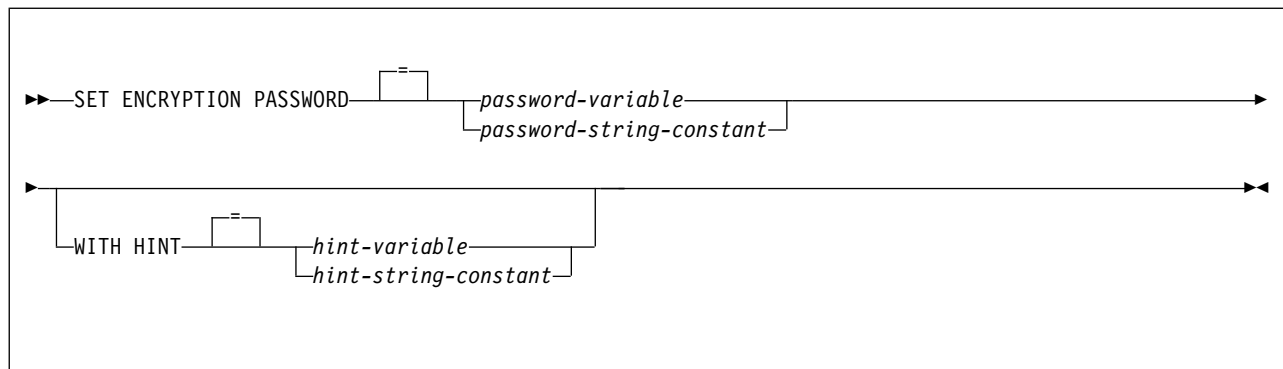 =
SET ENCRYPTION PASSWORD password-variable
password-string-constant
=
WITH HINT hint-variable
hint-string-constant